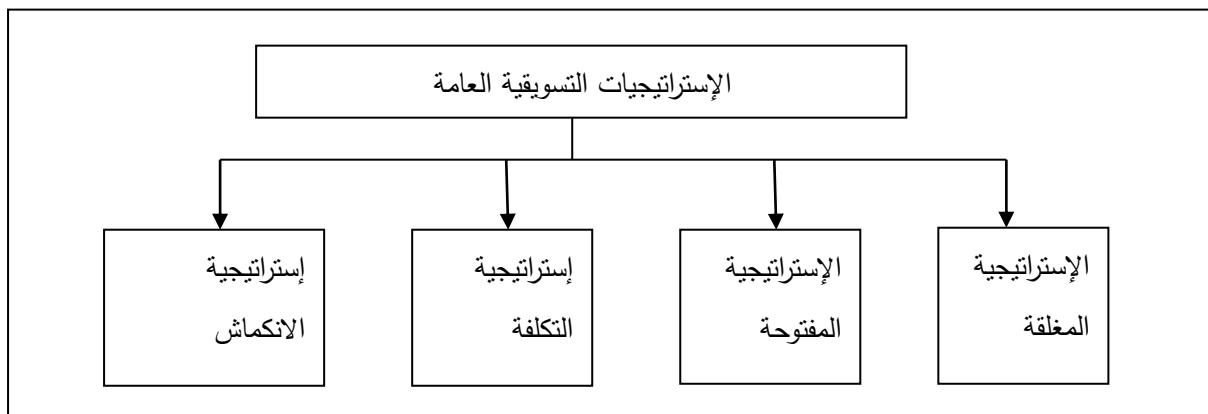 الإستراتيجيات التسويقية العامة
الإستراتيجية
المغلقة
الإستراتيجية
المفتوحة
إستراتيجية
التكلفة
إستراتيجية
الانكماش